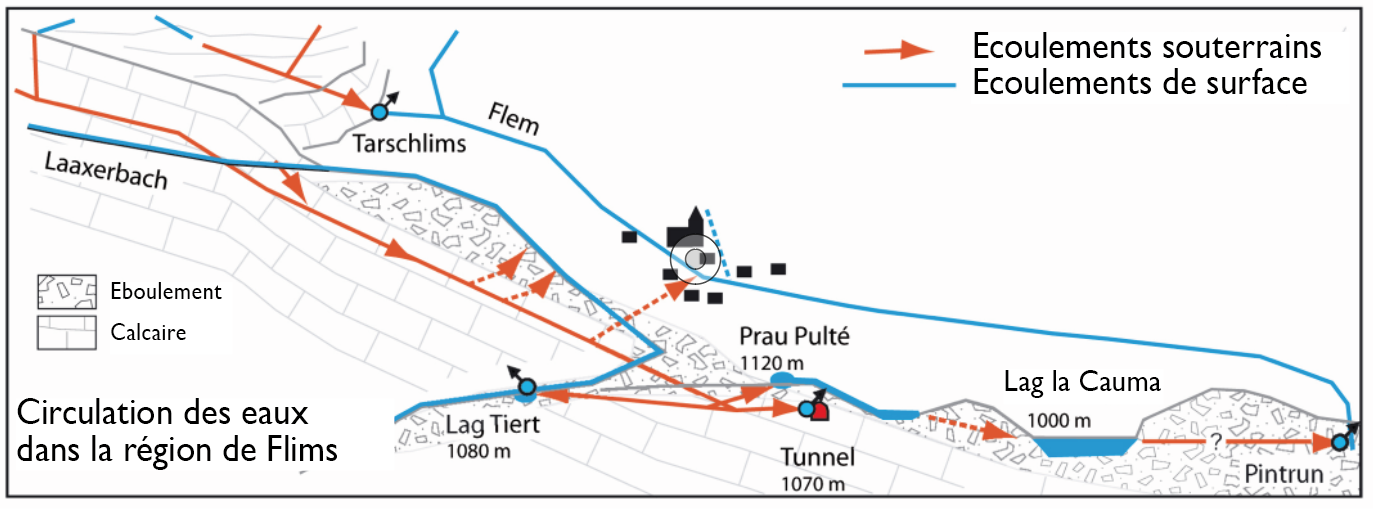 Ecoulements souterrains
Ecoulements de surface
Flem
Tarschlims
Laaxerbach
Eboulement
Calcaire
Prau Pulté
1120 m
Lag la Cauma
1000 m
Circulation des eaux
dans la région de Flims
Lag Tiert
1080 m
?
Tunnel
1070 m
Pintrun